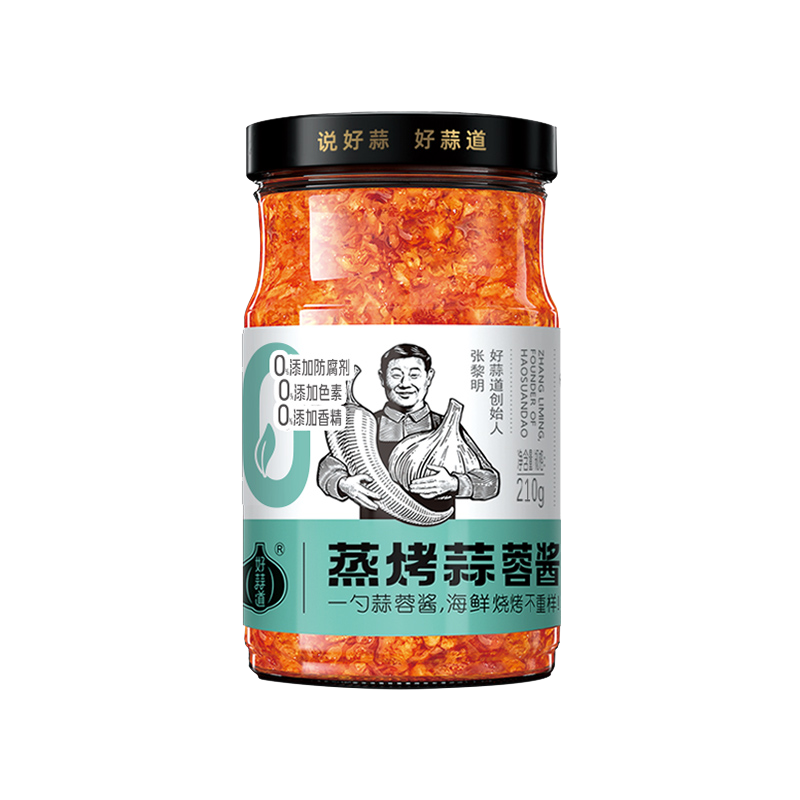 说好蒜 好蒜道
0%添加防腐剂
0%添加色素
0%添加香精
好蒜道创始人
张黎明
ZHANG LIMING,
FOUNDER OF
HAOSUANDAO
净含量
210g
好蒜道
®
蒸烤蒜蓉酱
一勺蒜蓉酱,海鲜烧烤不重样